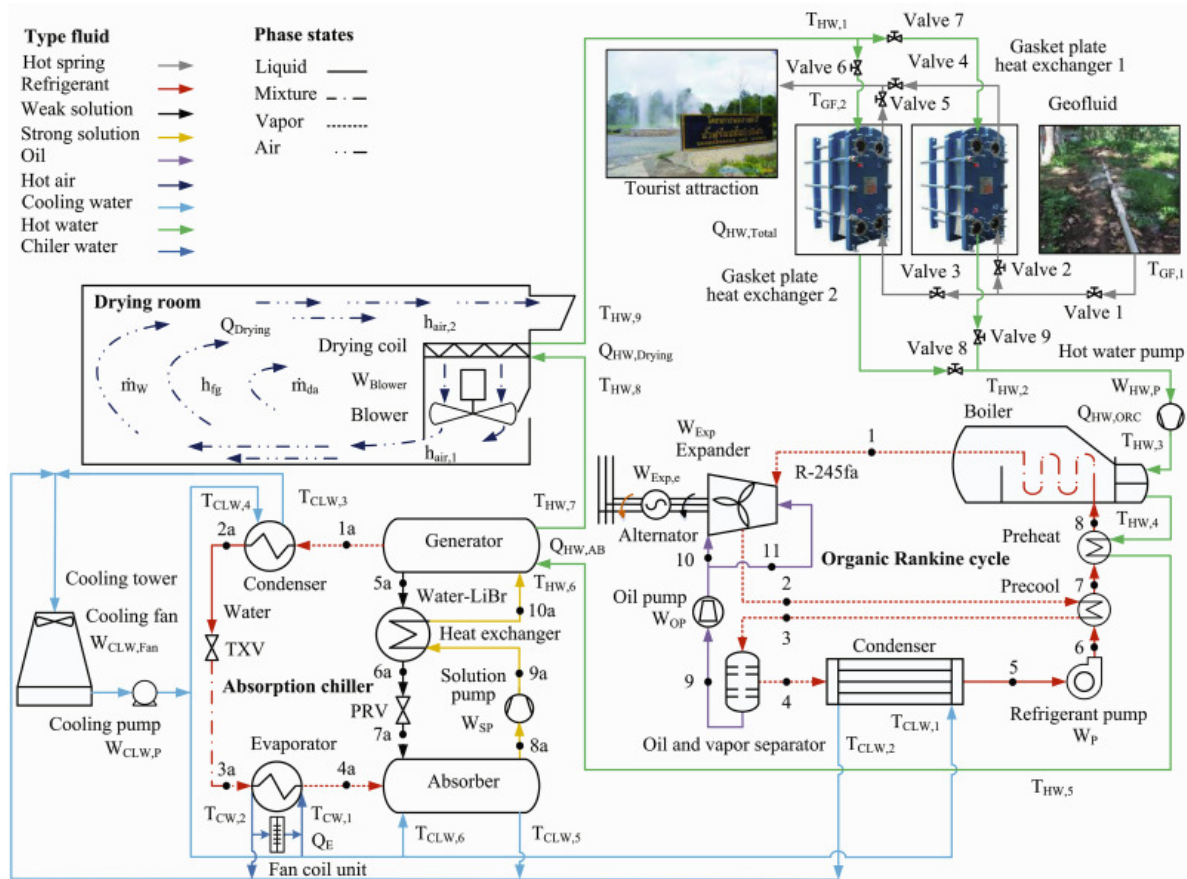 Type fluid
Hot spring
Refrigerant
Weak solution
Strong solution
Oil
Hot air
Cooling water
Hot water
Chiler water
Phase states
Liquid
Mixture
Vapor
Air
T_HW,1
Valve 7
Valve 6
Valve 4
Gasket plate
heat exchanger 1
T_GF,2
Valve 5
Geofluid
Tourist attraction
Q_HW,Total
Gasket plate
heat exchanger 2
Valve 3
Valve 2
T_GF,1
Valve 1
Valve 9
Valve 8
T_HW,2
Hot water pump
W_HW,P
Drying room
Q_Drying
h_air,2
T_HW,9
Drying coil
Q_HW,Drying
ṁ_W
h_fg
ṁ_da
W_Blower
T_HW,8
Blower
h_air,1
Boiler
Q_HW,ORC
T_HW,3
W_Exp
Expander
1
R-245fa
W_Exp,e
Alternator
8
T_HW,4
Preheat
10
11
Organic Rankine cycle
7
Precool
2
Oil pump
W_OP
3
6
Condenser
9
4
5
Refrigerant pump
W_P
Oil and vapor separator
T_CLW,1
T_CLW,2
T_HW,5
T_CLW,4
T_CLW,3
T_HW,7
2a
1a
Generator
Q_HW,AB
T_HW,6
Condenser
5a
Water-LiBr
10a
Cooling tower
Cooling fan
W_CLW,Fan
Water
Heat exchanger
TXV
6a
9a
Absorption chiller
Solution
pump
PRV
W_SP
Cooling pump
W_CLW,P
7a
8a
Evaporator
3a
4a
Absorber
T_CW,2
T_CW,1
T_CLW,6
T_CLW,5
Q_E
Fan coil unit